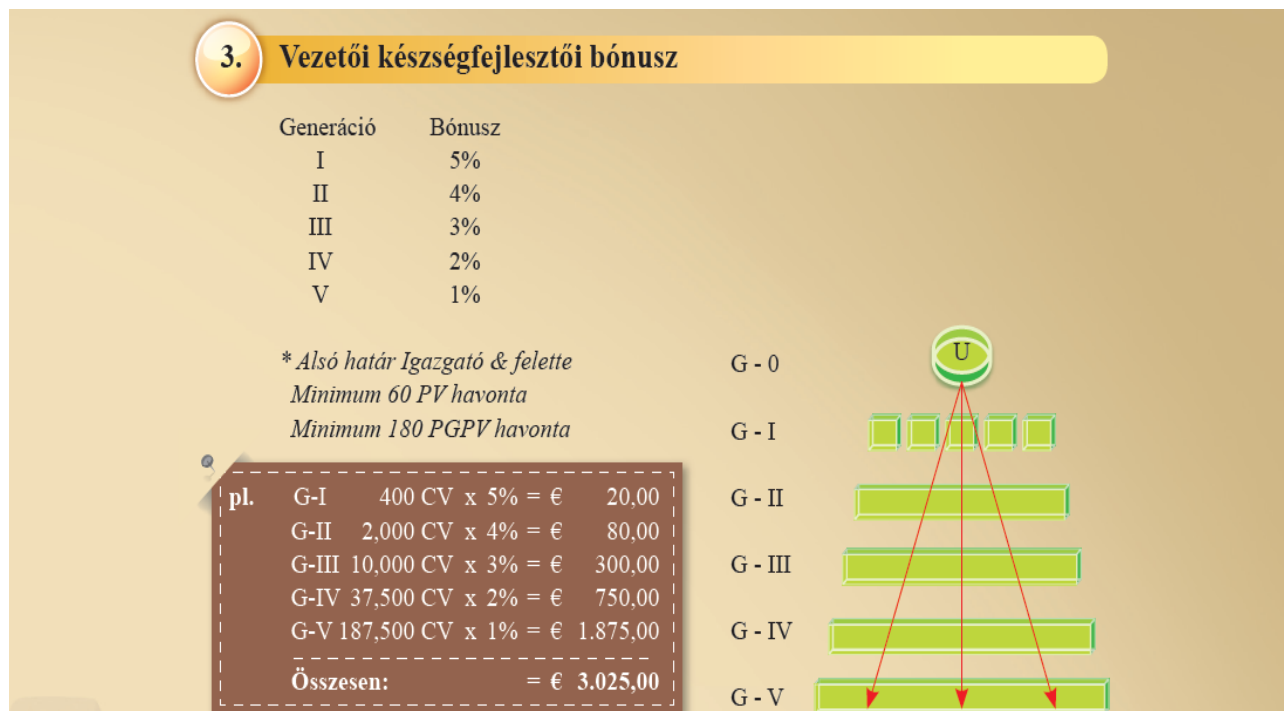 3. Vezetői készségfejlesztői bónusz
Generáció Bónusz
I 5%
II 4%
III 3%
IV 2%
V 1%
* Alsó határ Igazgató & felette
Minimum 60 PV havonta
Minimum 180 PGPV havonta
pl. G-I 400 CV x 5% = € 20,00
G-II 2,000 CV x 4% = € 80,00
G-III 10,000 CV x 3% = € 300,00
G-IV 37,500 CV x 2% = € 750,00
G-V 187,500 CV x 1% = € 1.875,00
Összesen: = € 3.025,00
U
G - 0
G - I
G - II
G - III
G - IV
G - V